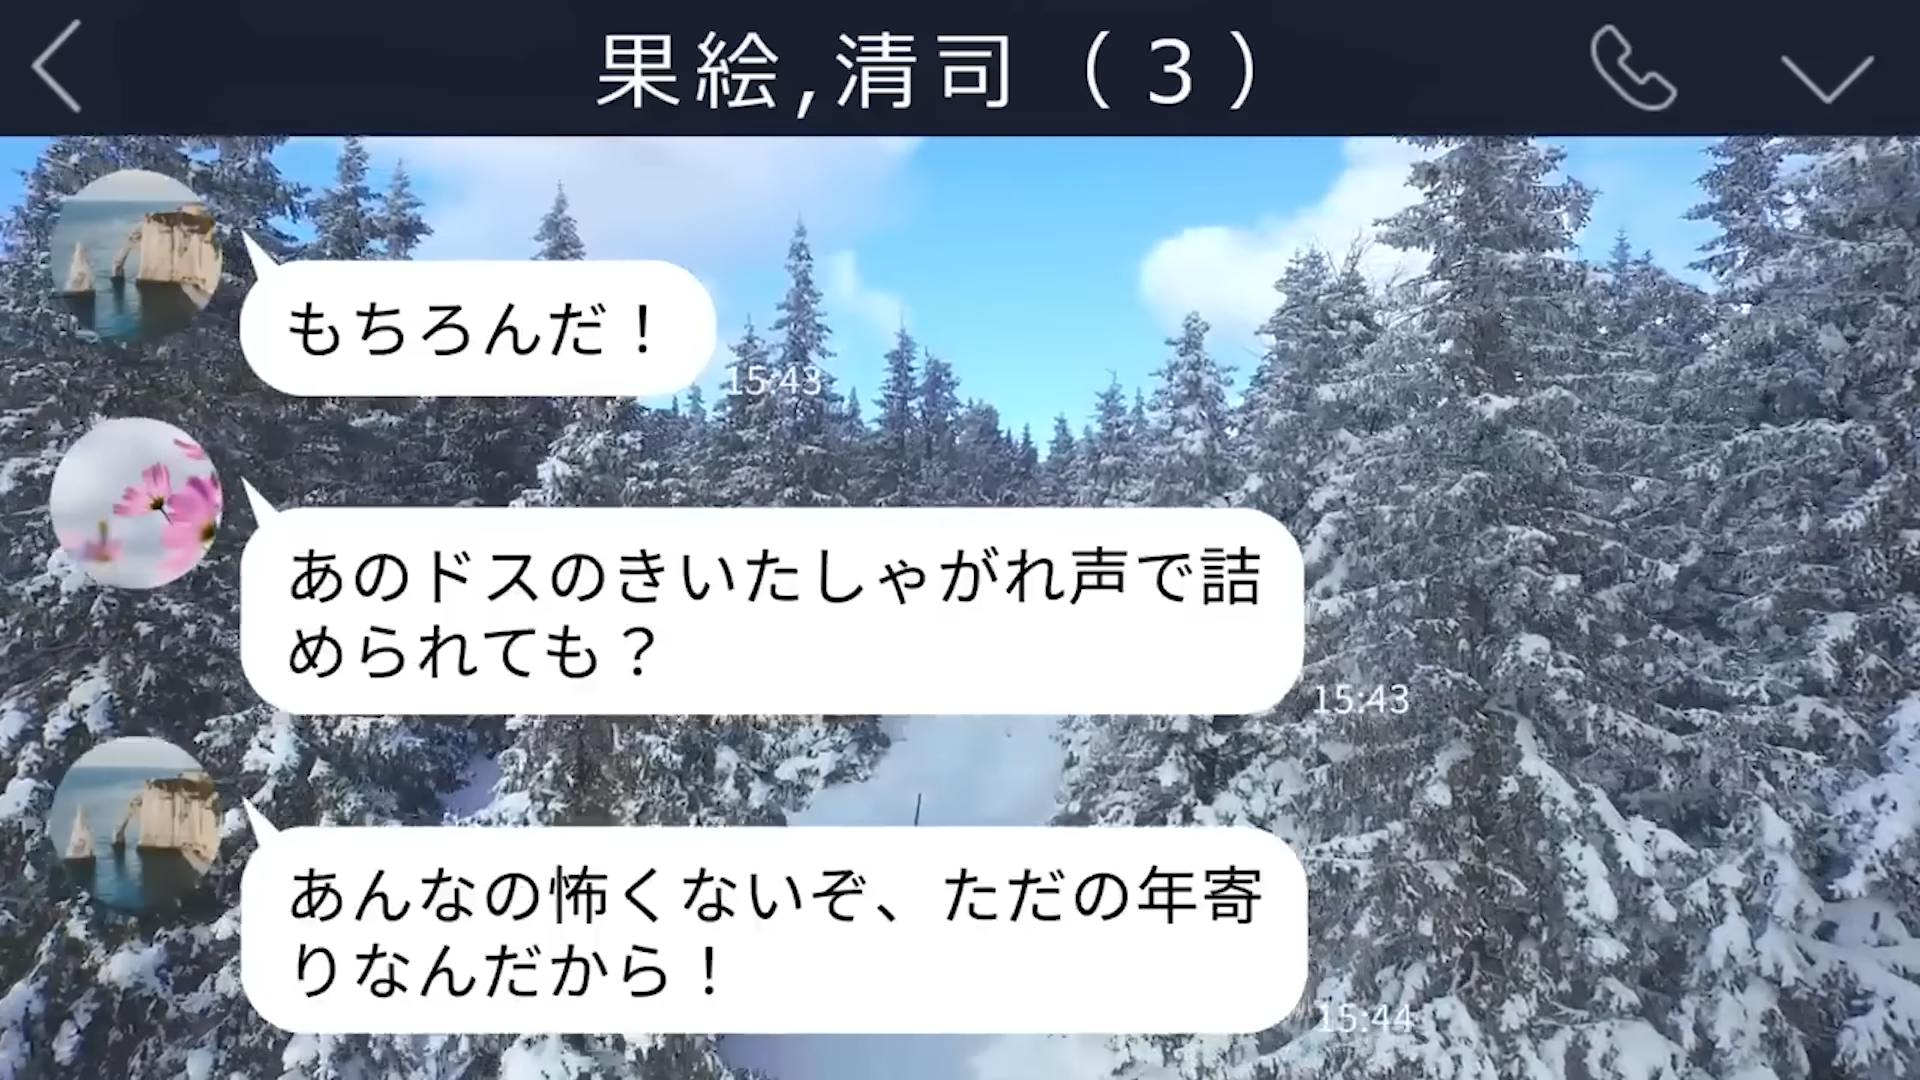 果絵,清司（3）
もちろんだ！
15:43
あのドスのきいたしゃがれ声で詰
められても？
15:43
あんなの怖くないぞ、ただの年寄
りなんだから！
15:44